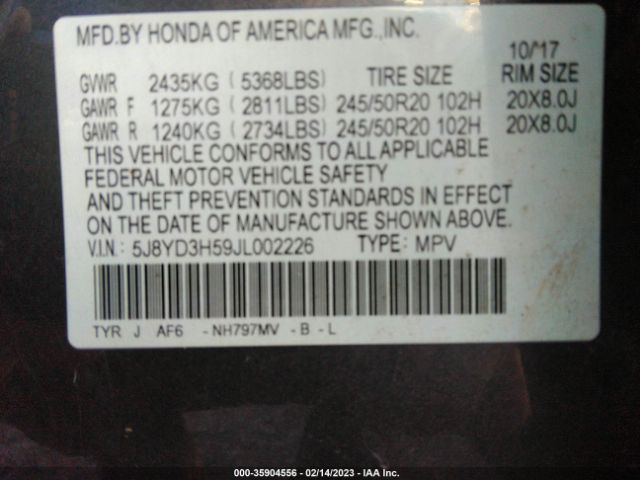 MFD.BY HONDA OF AMERICA MFG.,INC.
10/'17
GVWR 2435KG ( 5368LBS) TIRE SIZE RIM SIZE
GAWR F 1275KG ( 2811LBS) 245/50R20 102H 20X8.0J
GAWR R 1240KG ( 2734LBS) 245/50R20 102H 20X8.0J
THIS VEHICLE CONFORMS TO ALL APPLICABLE
FEDERAL MOTOR VEHICLE SAFETY
AND THEFT PREVENTION STANDARDS IN EFFECT
ON THE DATE OF MANUFACTURE SHOWN ABOVE.
V.I.N.: 5J8YD3H59JL002226 TYPE: MPV
TYR J AF6 -NH797MV -B -L
000-35904556 - 02/14/2023 - IAA Inc.